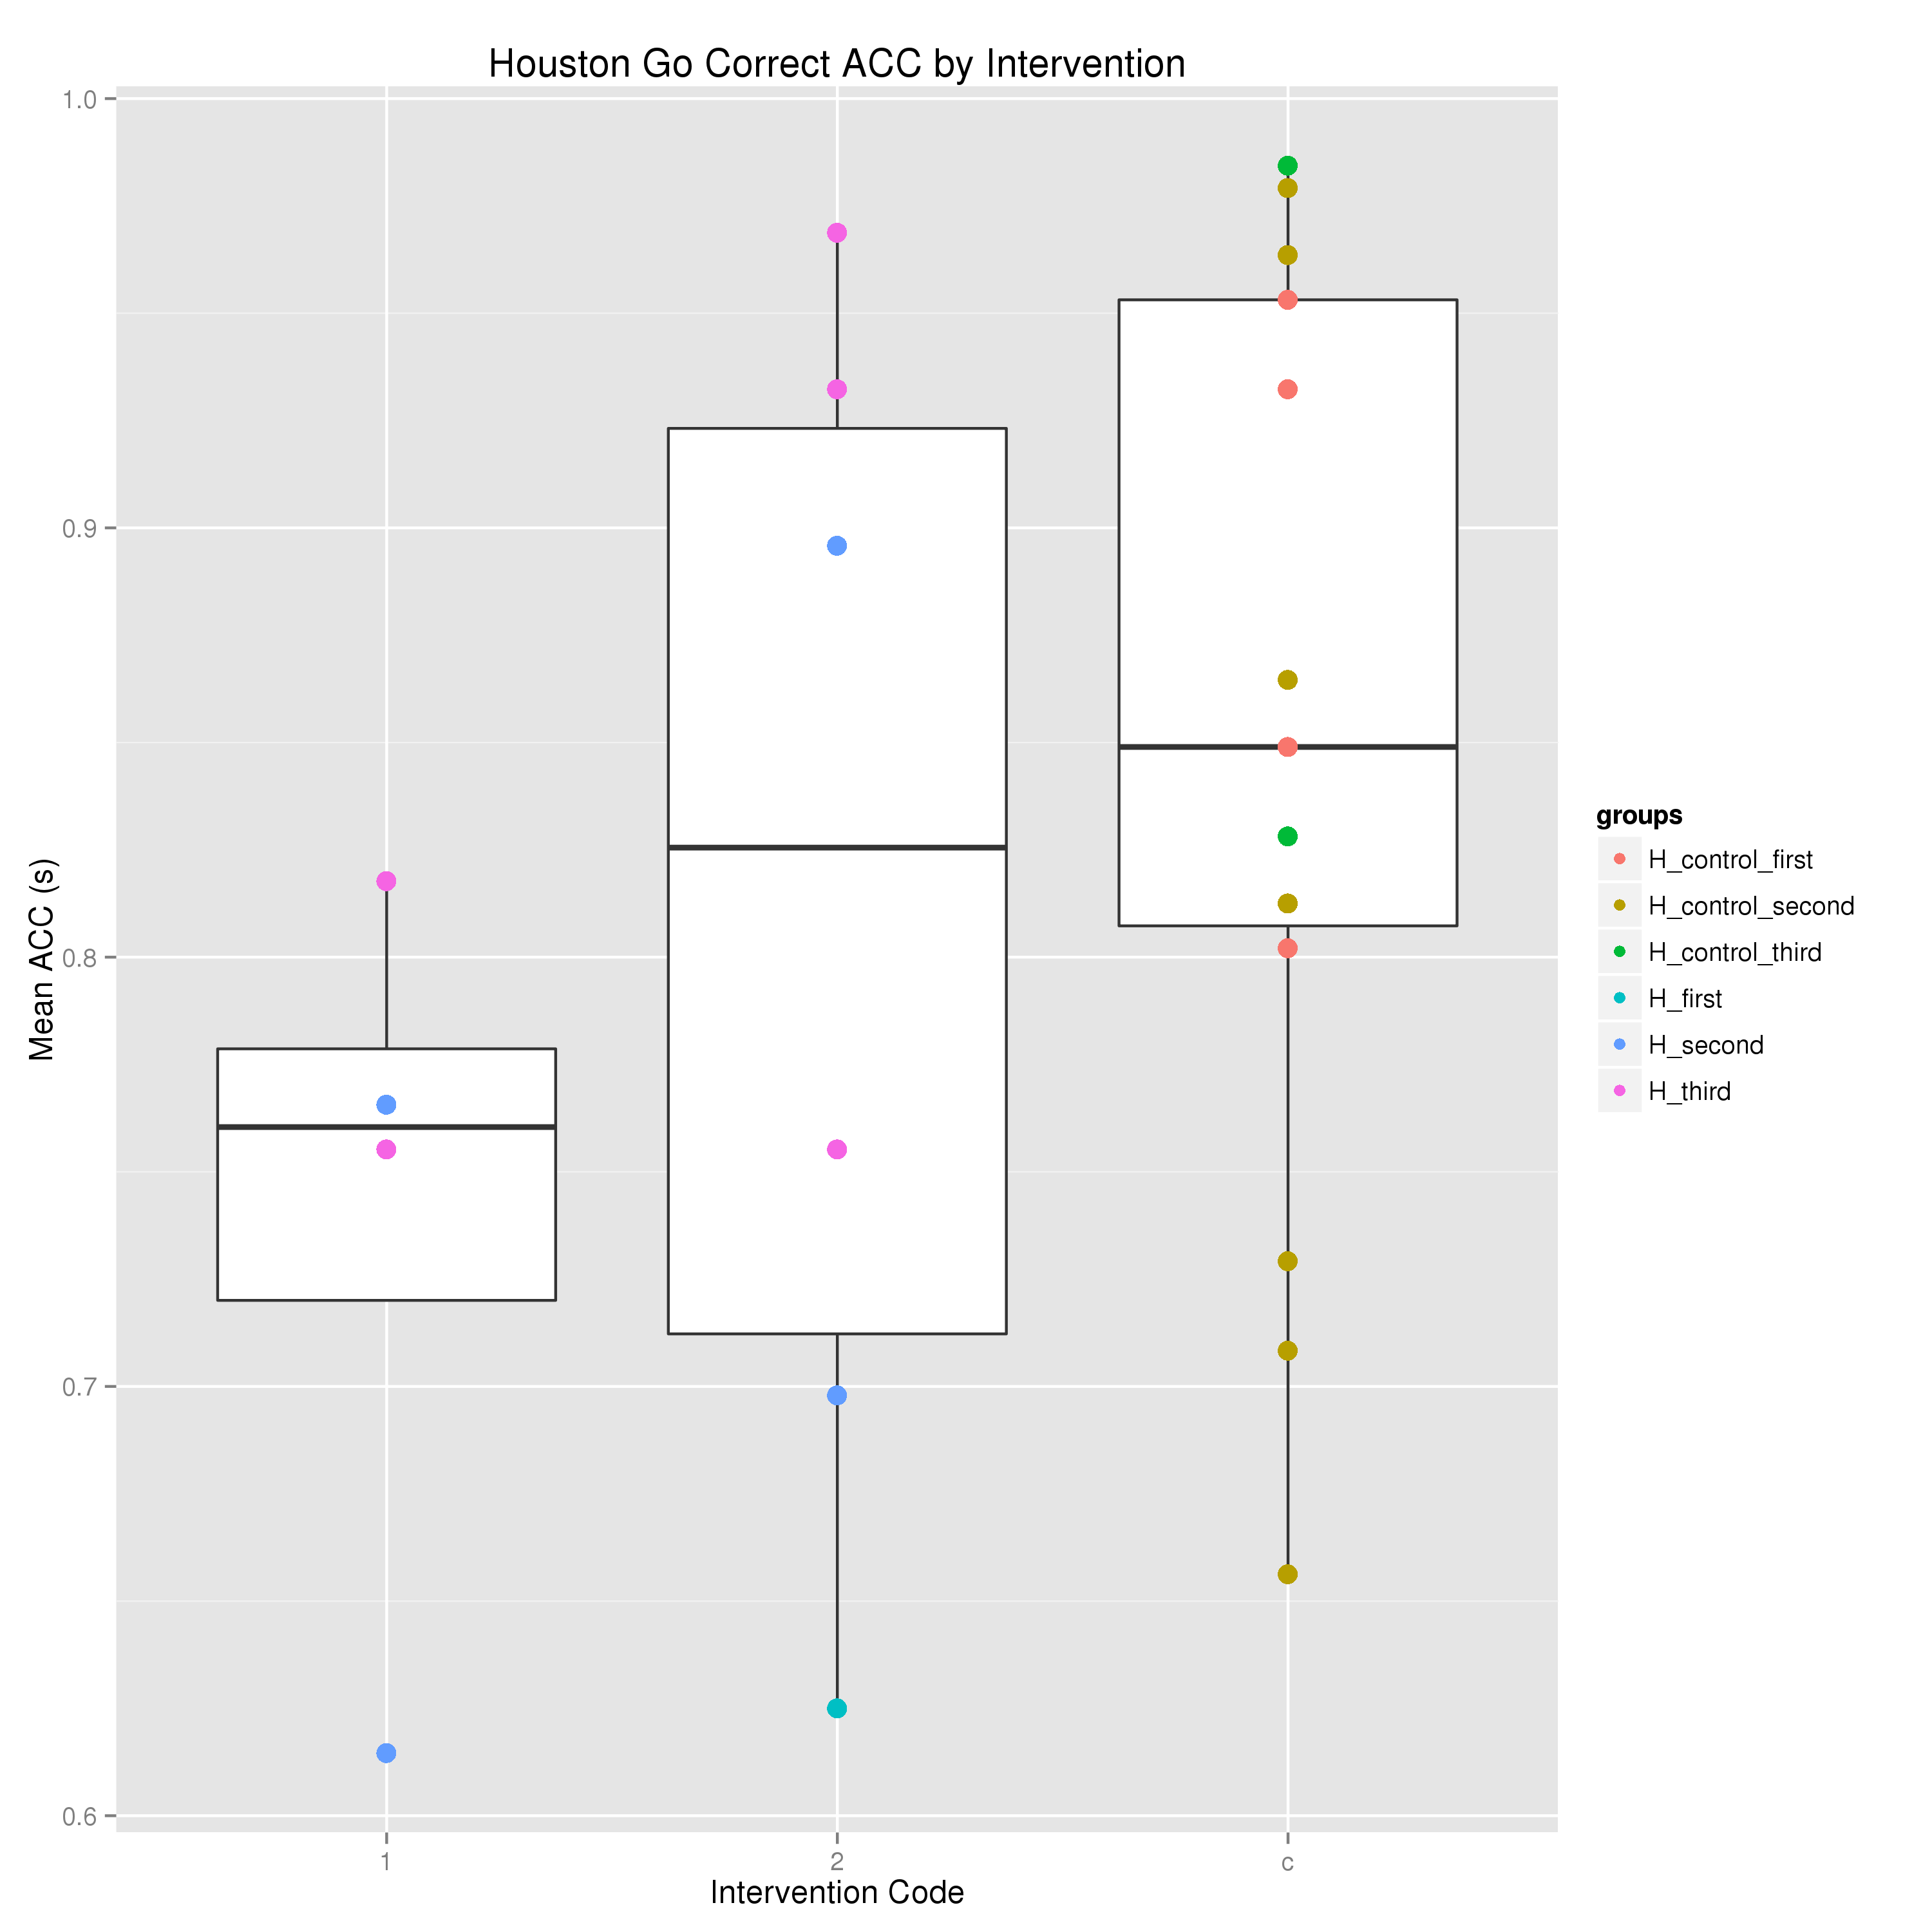 Houston Go Correct ACC by Intervention
1.0
0.9
0.8
0.7
0.6
Mean ACC (s)
1
2
c
Intervention Code
groups
H_control_first
H_control_second
H_control_third
H_first
H_second
H_third